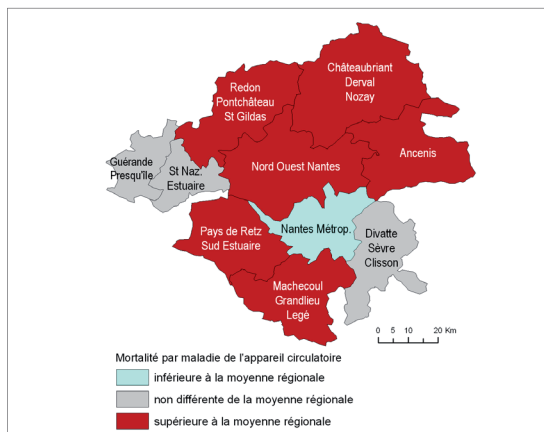 Châteaubriant
Derval
Nozay
Redon
Pontchâteau
St Gildas
Guérande
Presqu'île
St Naz.
Estuaire
Nord Ouest Nantes
Ancenis
Nantes Métrop.
Pays de Retz
Sud Estuaire
Divatte
Sèvre
Clisson
Machecoul
Grandlieu
Legé
0 10 20 Km
Mortalité par maladie de l'appareil circulatoire
inférieure à la moyenne régionale
non différente de la moyenne régionale
supérieure à la moyenne régionale